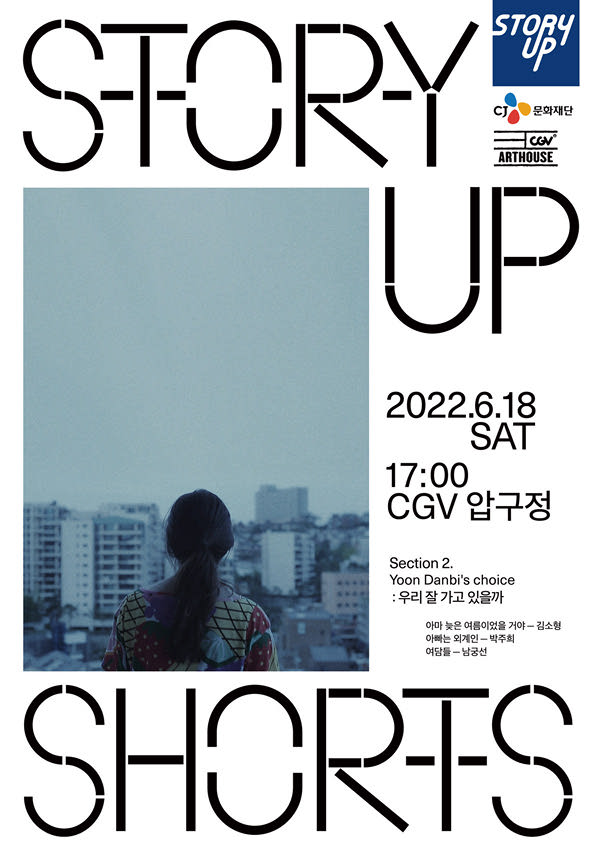 STORY
STORY
UP
CJ 문화재단
CGV
ARTHOUSE
UP
2022.6.18
SAT
17:00
CGV 압구정
Section 2.
Yoon Danbi's choice
: 우리 잘 가고 있을까
아마 늦은 여름이었을 거야 — 김소형
아빠는 외계인 — 박주희
여담들 — 남궁선
SHORTS